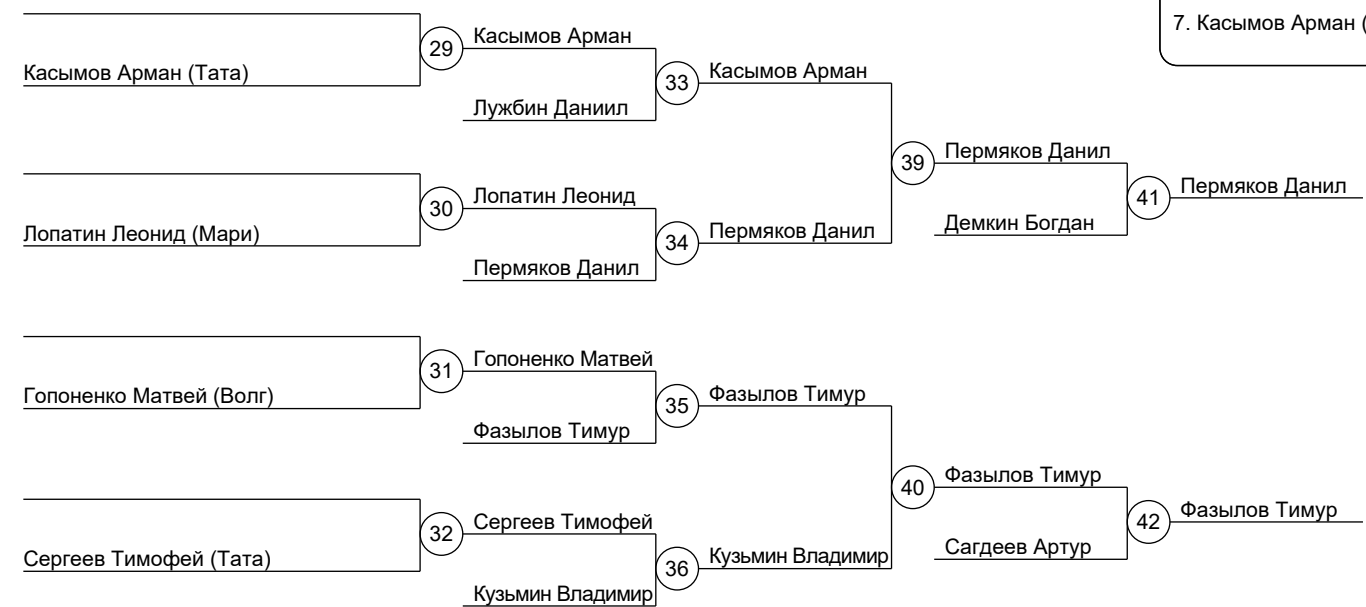 7. Касымов Арман (
29
Касымов Арман
Касымов Арман (Тата)
33
Касымов Арман
Лужбин Даниил
39
Пермяков Данил
41
Пермяков Данил
30
Лопатин Леонид
Лопатин Леонид (Мари)
34
Пермяков Данил
Демкин Богдан
Пермяков Данил
31
Гопоненко Матвей
Гопоненко Матвей (Волг)
35
Фазылов Тимур
Фазылов Тимур
40
Фазылов Тимур
42
Фазылов Тимур
32
Сергеев Тимофей
Сергеев Тимофей (Тата)
36
Кузьмин Владимир
Сагдеев Артур
Кузьмин Владимир